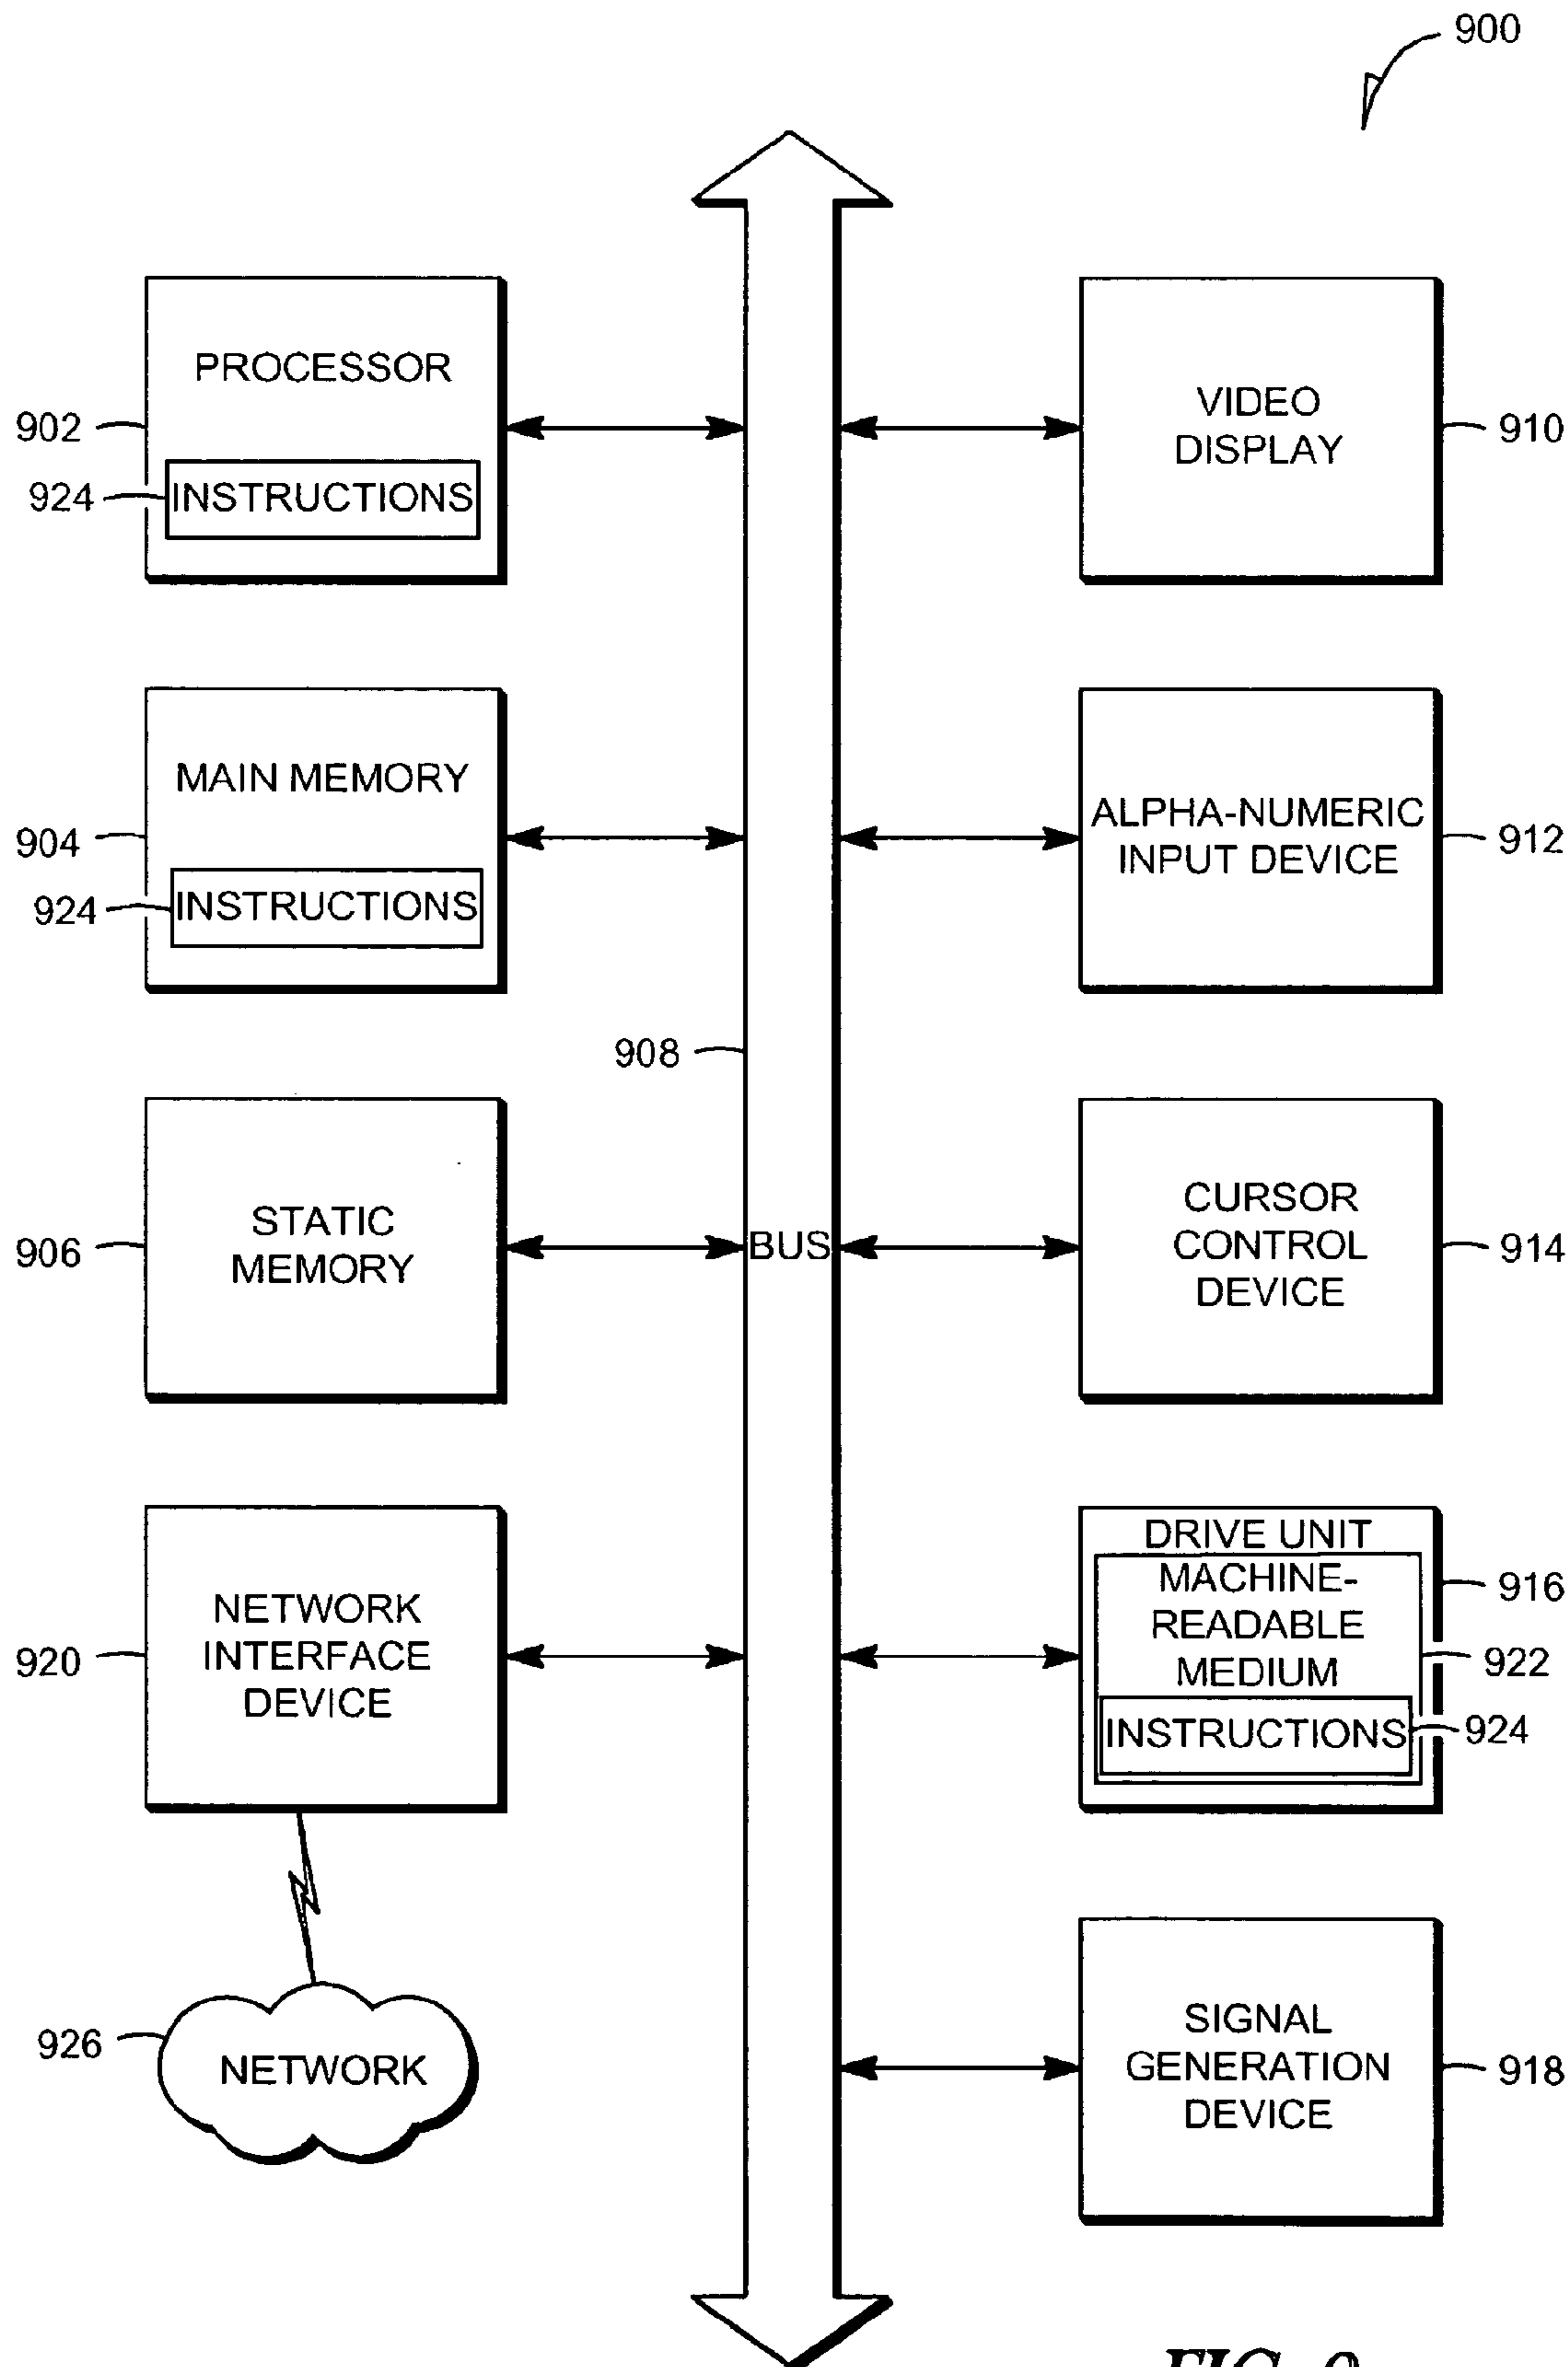 900
PROCESSOR
902
924
INSTRUCTIONS
VIDEO
DISPLAY
910
MAIN MEMORY
904
924
INSTRUCTIONS
ALPHA-NUMERIC
INPUT DEVICE
912
908
BUS
STATIC
MEMORY
906
CURSOR
CONTROL
DEVICE
914
NETWORK
INTERFACE
DEVICE
920
DRIVE UNIT
916
MACHINE-
READABLE
MEDIUM
922
INSTRUCTIONS
924
926
NETWORK
SIGNAL
GENERATION
DEVICE
918
FIG. 9